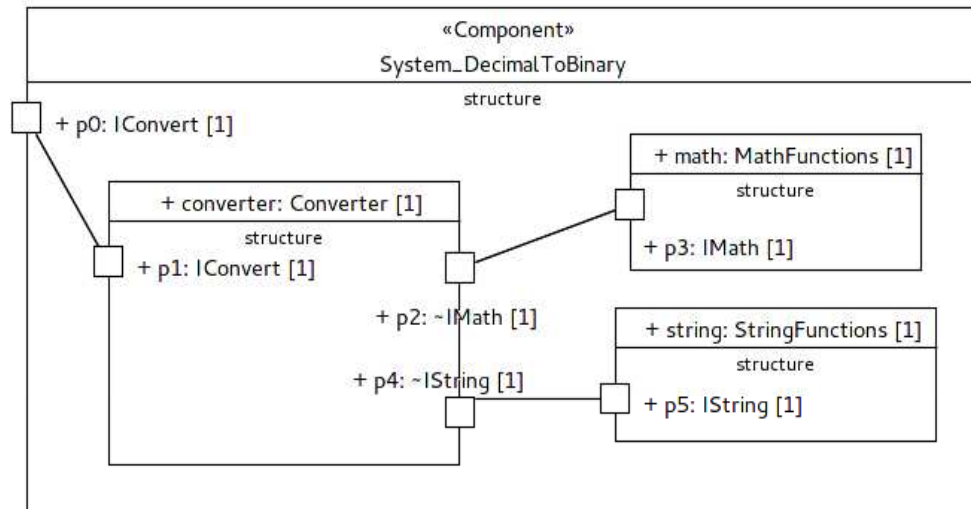 «Component»
System_DecimalToBinary
structure
+ p0: IConvert [1]
+ math: MathFunctions [1]
structure
+ p3: IMath [1]
+ converter: Converter [1]
structure
+ p1: IConvert [1]
+ p2: ~IMath [1]
+ p4: ~IString [1]
+ string: StringFunctions [1]
structure
+ p5: IString [1]